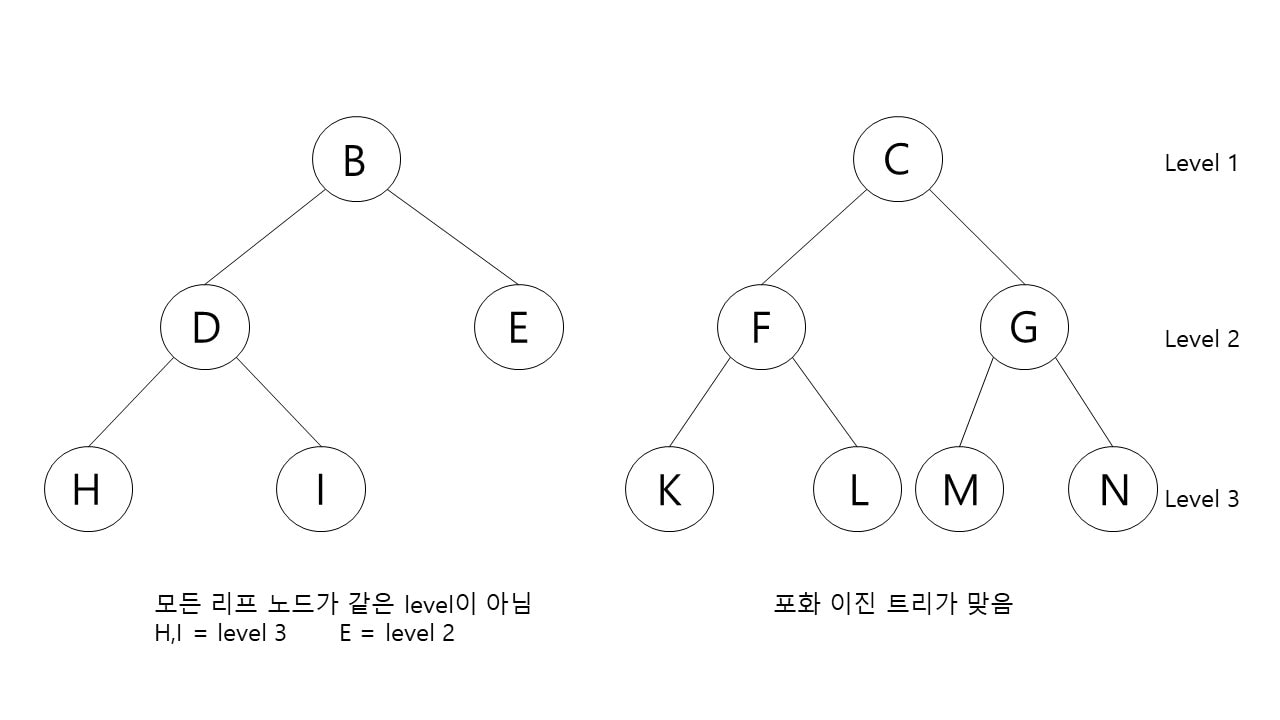 B
C
Level 1
D
E
F
G
Level 2
H
I
K
L
M
N
Level 3
모든 리프 노드가 같은 level이 아님
H,I = level 3 E = level 2
포화 이진 트리가 맞음